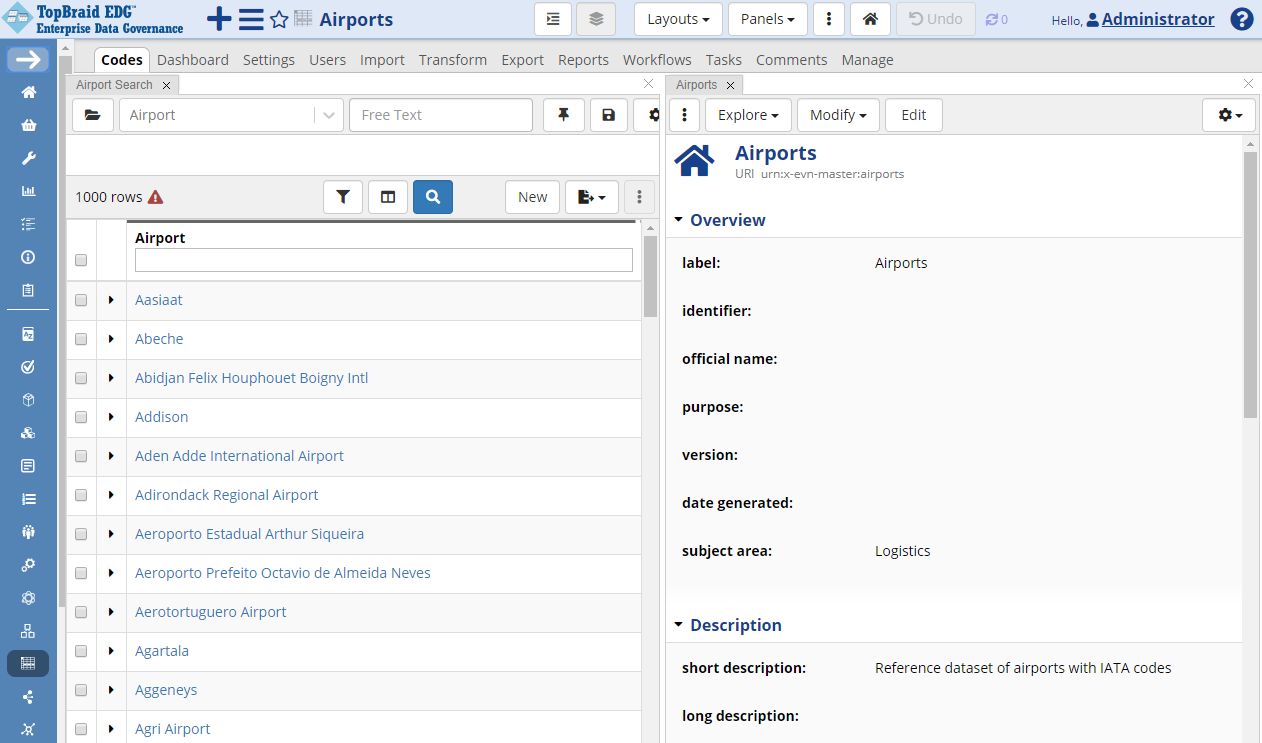 TopBraid EDG™
Enterprise Data Governance
Airports
Layouts
Panels
Undo
0
Hello,
Administrator
?
Codes
Dashboard
Settings
Users
Import
Transform
Export
Reports
Workflows
Tasks
Comments
Manage
Airport Search
Airport
Free Text
1000 rows
New
Airport
Aasiaat
Abeche
Abidjan Felix Houphouet Boigny Intl
Addison
Aden Adde International Airport
Adirondack Regional Airport
Aeroporto Estadual Arthur Siqueira
Aeroporto Prefeito Octavio de Almeida Neves
Aerotortuguero Airport
Agartala
Aggeneys
Agri Airport
Airports
Explore
Modify
Edit
Airports
URI urn:x-evn-master:airports
Overview
label: Airports
identifier:
official name:
purpose:
version:
date generated:
subject area: Logistics
Description
short description: Reference dataset of airports with IATA codes
long description: